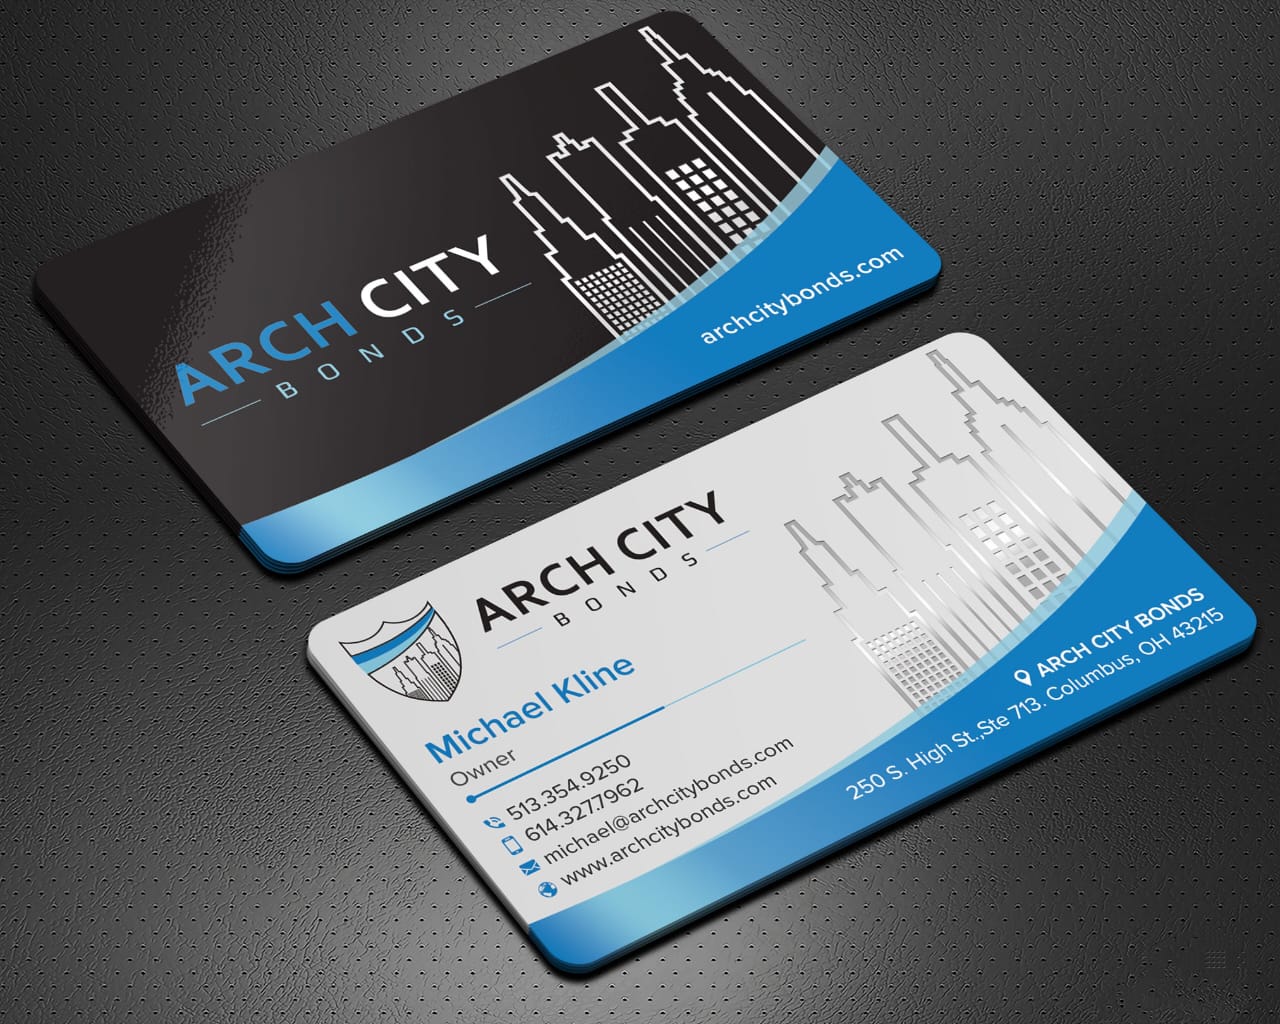 ARCH CITY
BONDS
archcitybonds.com
ARCH CITY
BONDS
Michael Kline
Owner
513.354.9250
614.3277962
michael@archcitybonds.com
www.archcitybonds.com
ARCH CITY BONDS
250 S. High St.,Ste 713. Columbus, OH 43215